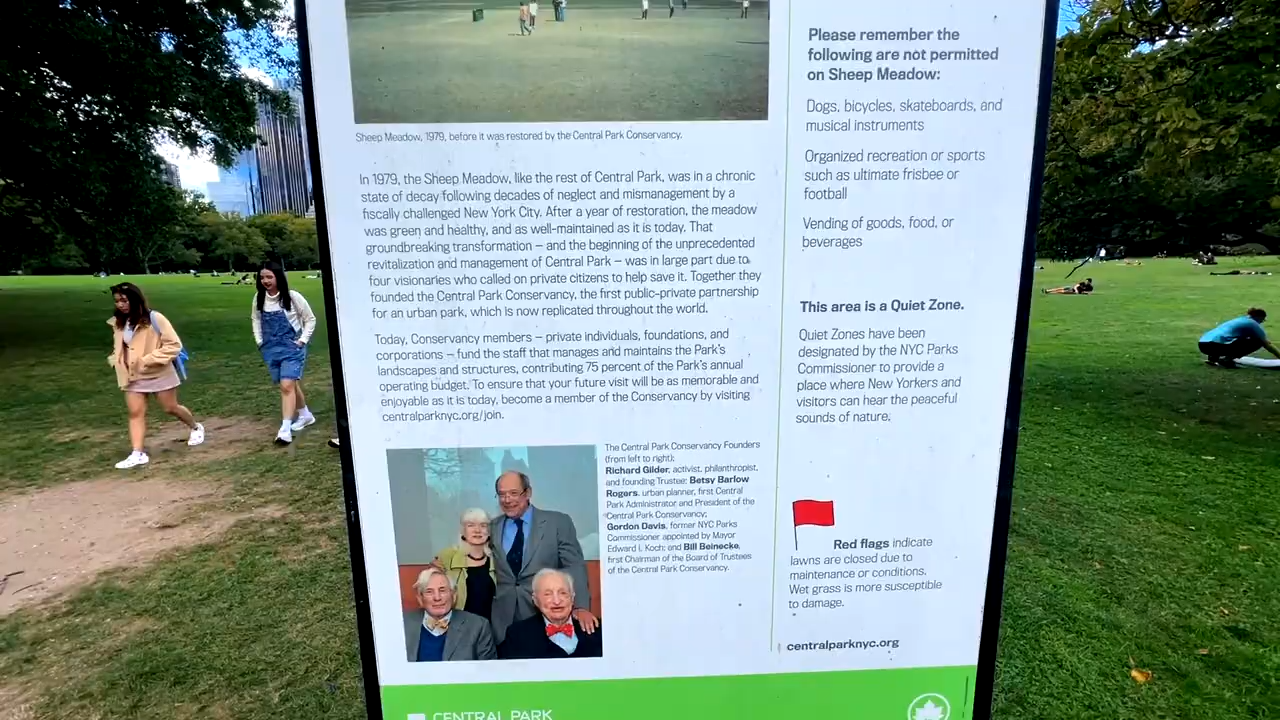 Sheep Meadow, 1979, before it was restored by the Central Park Conservancy.
In 1979, the Sheep Meadow, like the rest of Central Park, was in a chronic
state of decay following decades of neglect and mismanagement by a
fiscally challenged New York City. After a year of restoration, the meadow
was green and healthy, and as well-maintained as it is today. That
groundbreaking transformation – and the beginning of the unprecedented
revitalization and management of Central Park – was in large part due to
four visionaries who called on private citizens to help save it. Together they
founded the Central Park Conservancy, the first public-private partnership
for an urban park, which is now replicated throughout the world.
Today, Conservancy members – private individuals, foundations, and
corporations – fund the staff that manages and maintains the Park's
landscapes and structures, contributing 75 percent of the Park's annual
operating budget. To ensure that your future visit will be as memorable and
enjoyable as it is today, become a member of the Conservancy by visiting
centralparknyc.org/join.
The Central Park Conservancy Founders
(from left to right):
Richard Gilder, activist, philanthropist,
and founding Trustee; Betsy Barlow
Rogers, urban planner, first Central
Park Administrator and President of the
Central Park Conservancy;
Gordon Davis, former NYC Parks
Commissioner appointed by Mayor
Edward I. Koch; and Bill Beinecke,
first Chairman of the Board of Trustees
of the Central Park Conservancy.
Please remember the
following are not permitted
on Sheep Meadow:
Dogs, bicycles, skateboards, and
musical instruments
Organized recreation or sports
such as ultimate frisbee or
football
Vending of goods, food, or
beverages
This area is a Quiet Zone.
Quiet Zones have been
designated by the NYC Parks
Commissioner to provide a
place where New Yorkers and
visitors can hear the peaceful
sounds of nature.
Red flags indicate
lawns are closed due to
maintenance or conditions.
Wet grass is more susceptible
to damage.
centralparknyc.org
CENTRAL PARK